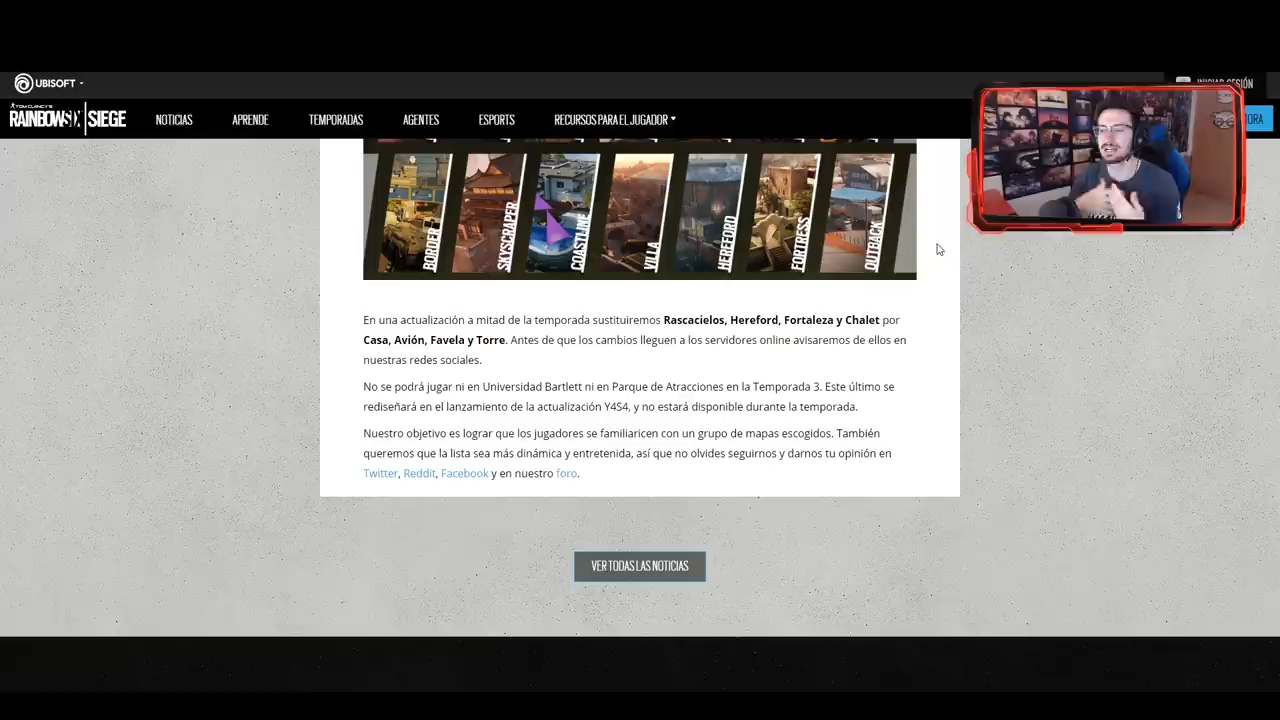 UBISOFT
INICIAR SESIÓN
TOM CLANCY'S
RAINBOWSIX SIEGE
NOTICIAS
APRENDE
TEMPORADAS
AGENTES
ESPORTS
RECURSOS PARA EL JUGADOR
BORDER
SKYSCRAPER
COASTLINE
VILLA
HEREFORD
FORTRESS
OUTBACK
En una actualización a mitad de la temporada sustituiremos Rascacielos, Hereford, Fortaleza y Chalet por
Casa, Avión, Favela y Torre. Antes de que los cambios lleguen a los servidores online avisaremos de ellos en
nuestras redes sociales.
No se podrá jugar ni en Universidad Bartlett ni en Parque de Atracciones en la Temporada 3. Este último se
rediseñará en el lanzamiento de la actualización Y4S4, y no estará disponible durante la temporada.
Nuestro objetivo es lograr que los jugadores se familiaricen con un grupo de mapas escogidos. También
queremos que la lista sea más dinámica y entretenida, así que no olvides seguirnos y darnos tu opinión en
Twitter, Reddit, Facebook y en nuestro foro.
VER TODAS LAS NOTICIAS